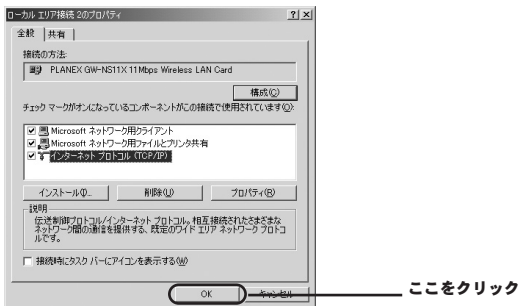 ローカル エリア接続 2のプロパティ
全般
共有
接続の方法:
PLANEX GW-NS11X 11Mbps Wireless LAN Card
構成(C)
チェック マークがオンになっているコンポーネントがこの接続で使用されています(O):
Microsoft ネットワーク用クライアント
Microsoft ネットワーク用ファイルとプリンタ共有
インターネット プロトコル (TCP/IP)
インストール(I)...
削除(U)
プロパティ(R)
説明
伝送制御プロトコル/インターネット プロトコル。相互接続されたさまざまな
ネットワーク間の通信を提供する、既定のワイド エリア ネットワーク プロトコ
ルです。
接続時にタスク バーにアイコンを表示する(W)
OK
キャンセル
ここをクリック